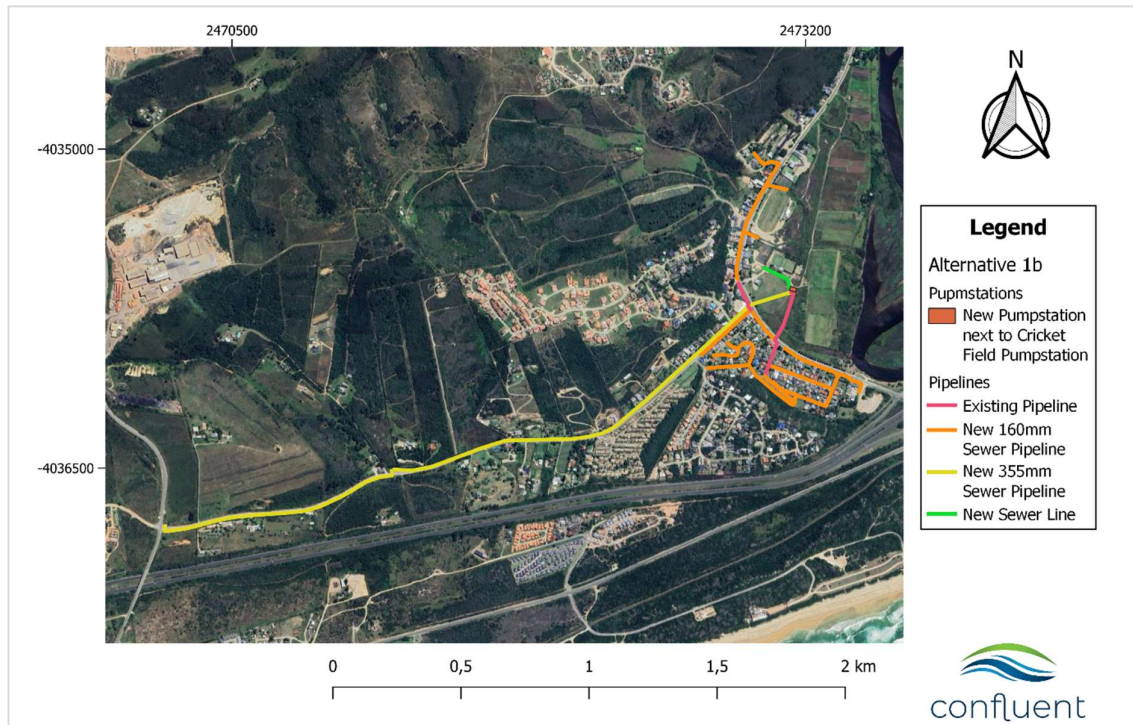 2470500 2473200
N
-4035000
-4036500
Legend
Alternative 1b
Pupmstations
New Pumpstation
next to Cricket
Field Pumpstation
Pipelines
Existing Pipeline
New 160mm
Sewer Pipeline
New 355mm
Sewer Pipeline
New Sewer Line
0 0,5 1 1,5 2 km
confluent